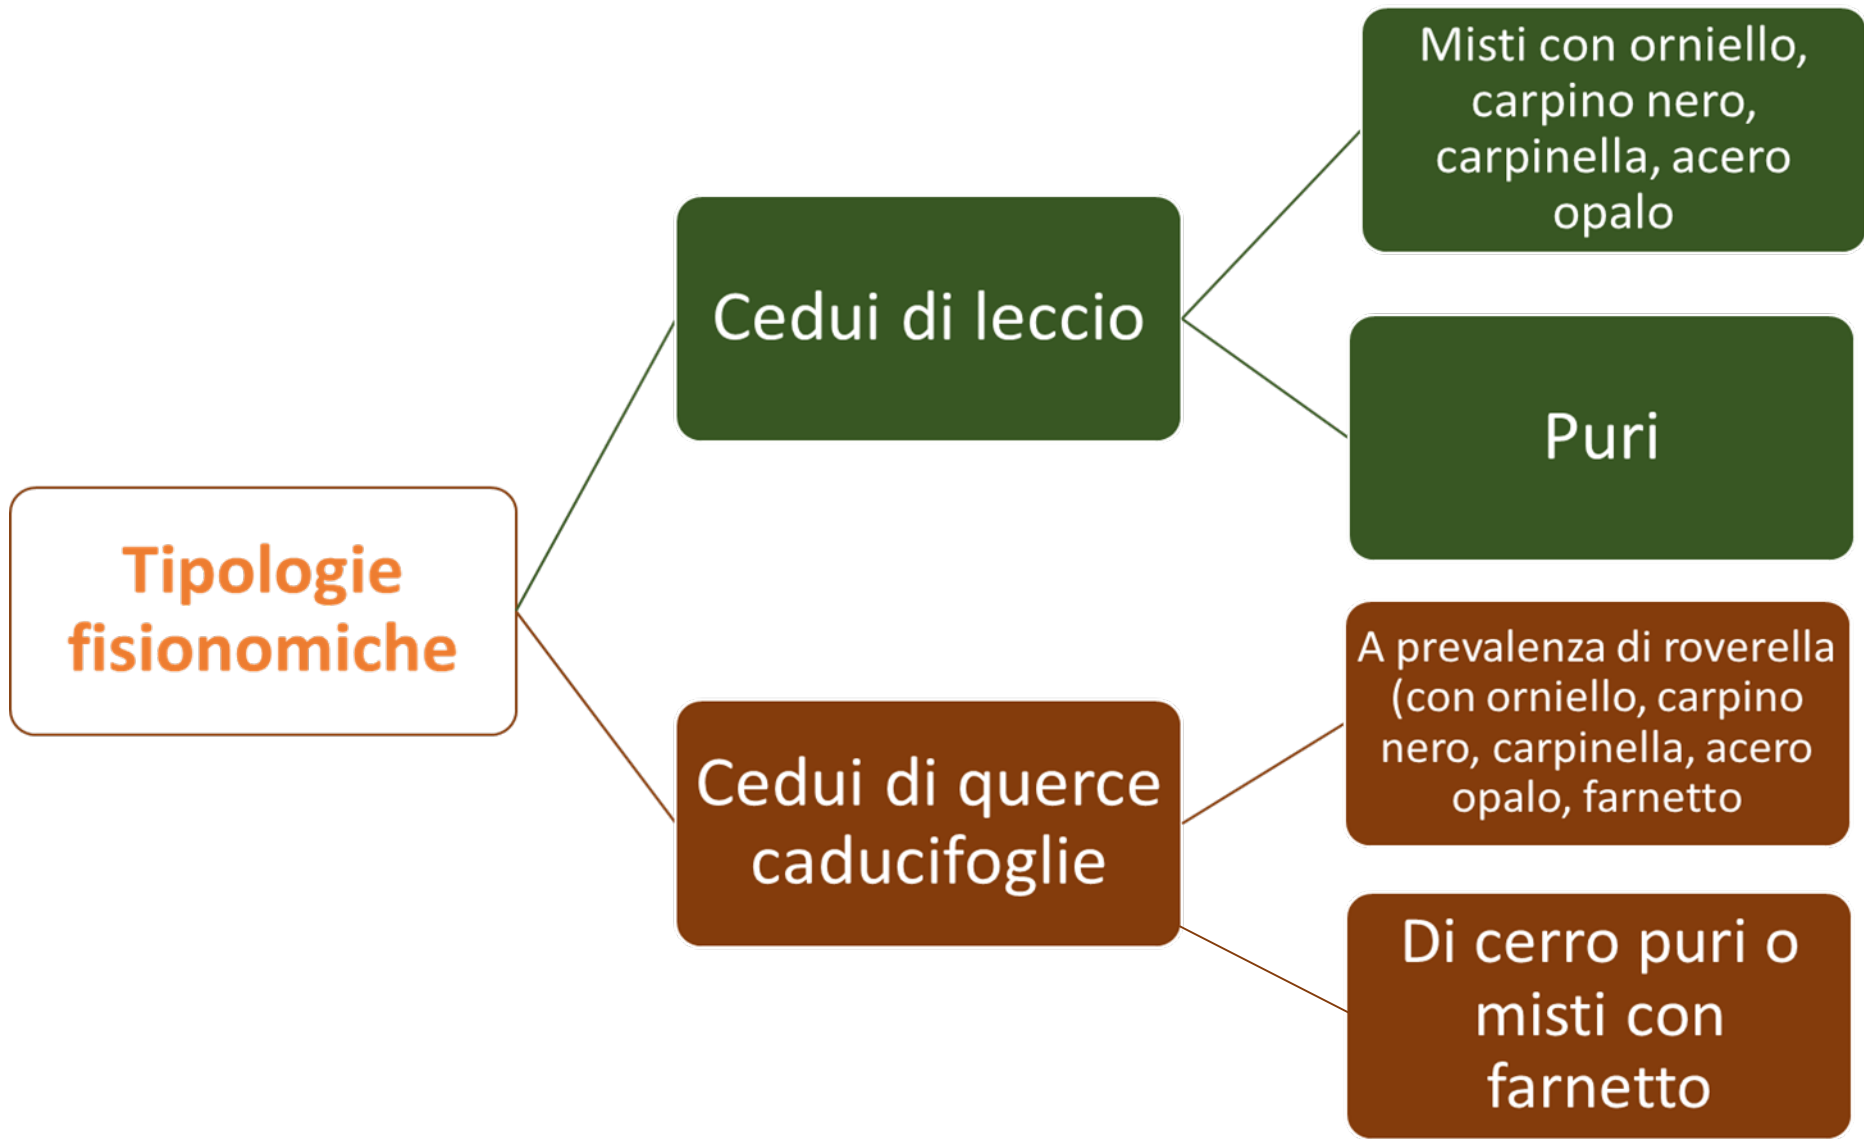 Misti con orniello,
carpino nero,
carpinella, acero
opalo
Cedui di leccio
Puri
Tipologie
fisionomiche
A prevalenza di roverella
(con orniello, carpino
nero, carpinella, acero
opalo, farnetto
Cedui di querce
caducifoglie
Di cerro puri o
misti con
farnetto